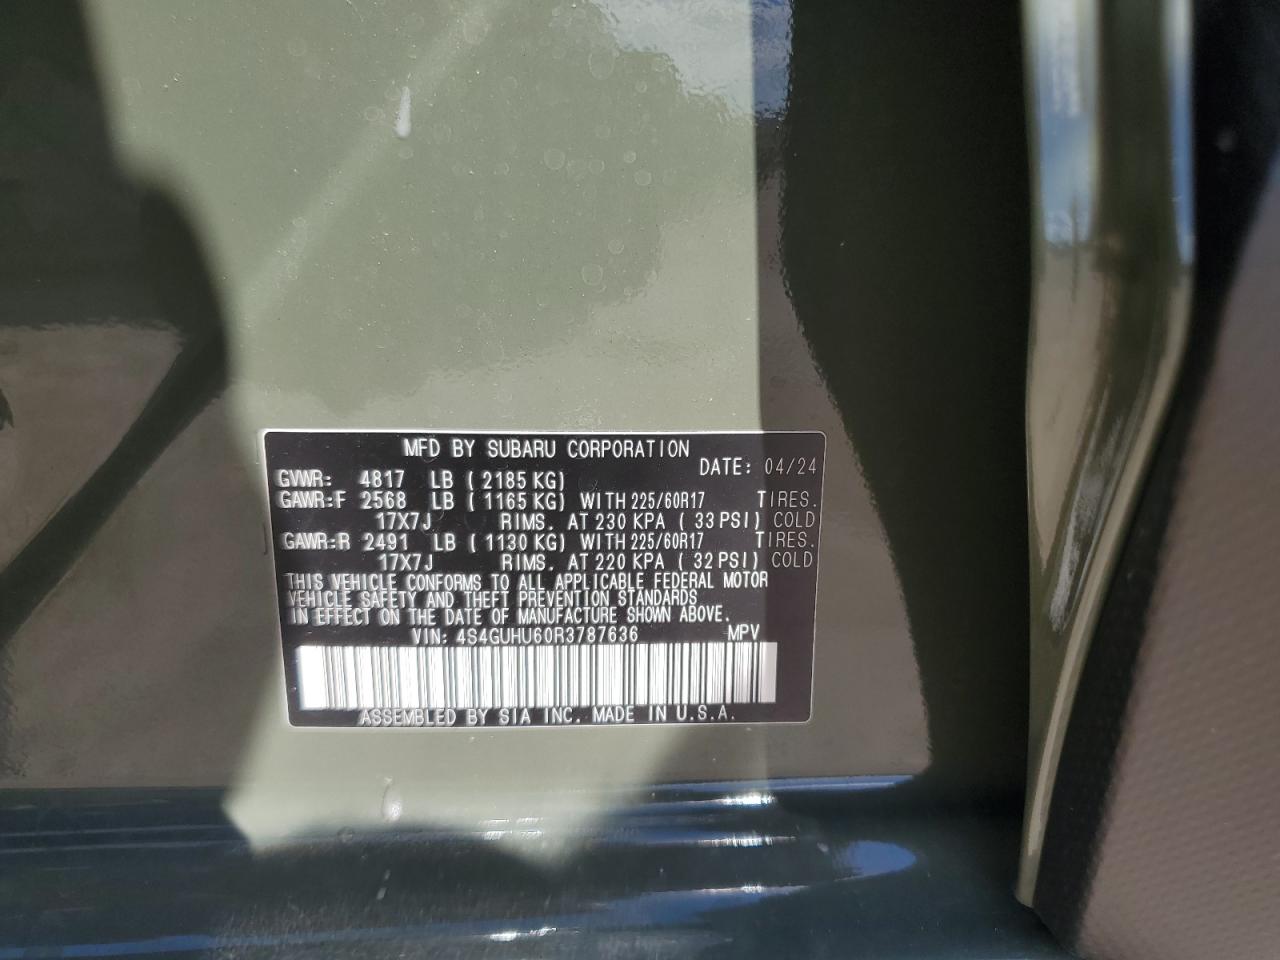 MFD BY SUBARU CORPORATION
DATE: 04/24
GVWR: 4817 LB (2185 KG)
GAWR:F 2568 LB (1165 KG) WITH 225/60R17 TIRES.
17X7J RIMS. AT 230 KPA (33 PSI) COLD
GAWR:R 2491 LB (1130 KG) WITH 225/60R17 TIRES.
17X7J RIMS. AT 220 KPA (32 PSI) COLD
THIS VEHICLE CONFORMS TO ALL APPLICABLE FEDERAL MOTOR
VEHICLE SAFETY AND THEFT PREVENTION STANDARDS
IN EFFECT ON THE DATE OF MANUFACTURE SHOWN ABOVE.
VIN: 4S4GUHU60R3787636 MPV
ASSEMBLED BY SIA INC. MADE IN U.S.A.